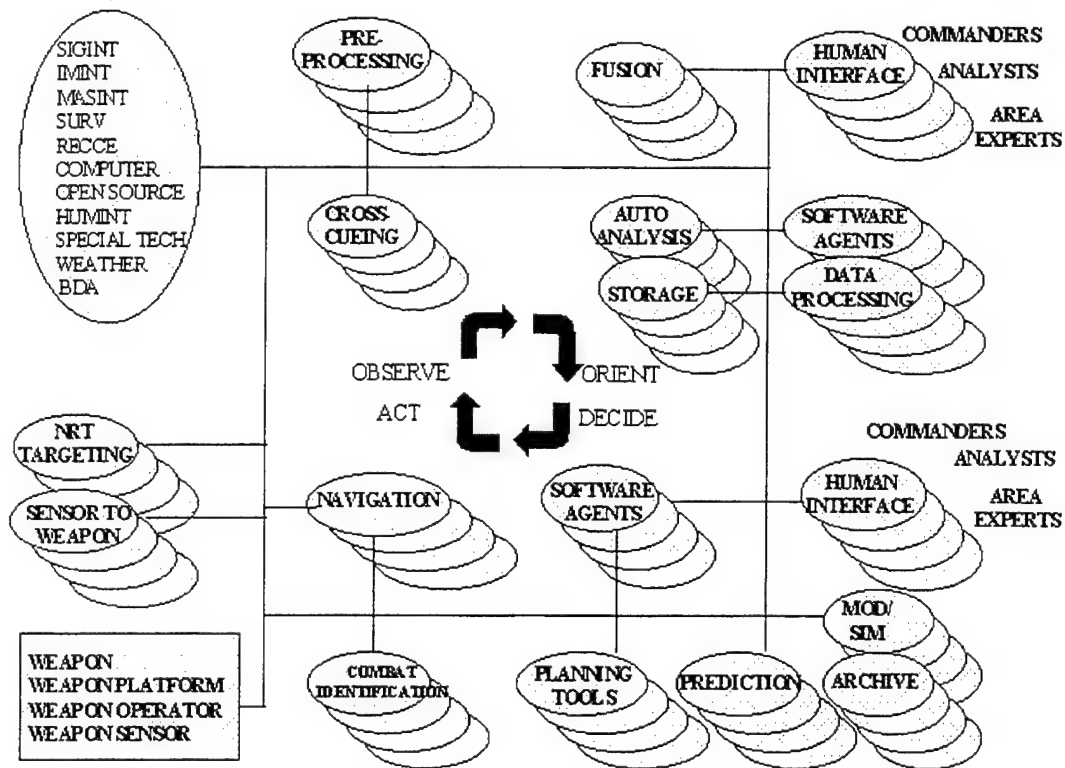 SIGINT
IMINT
MASINT
SURV
RECCE
COMPUTER
OPEN SOURCE
HUMINT
SPECIAL TECH
WEATHER
BDA
PRE-
PROCESSING
FUSION
HUMAN
INTERFACE
COMMANDERS
ANALYSTS
AREA
EXPERTS
CROSS-
CUEING
AUTO
ANALYSIS
SOFTWARE
AGENTS
STORAGE
DATA
PROCESSING
OBSERVE
ORIENT
ACT
DECIDE
NRT
TARGETING
SENSOR TO
WEAPON
NAVIGATION
SOFTWARE
AGENTS
HUMAN
INTERFACE
COMMANDERS
ANALYSTS
AREA
EXPERTS
WEAPON
WEAPON PLATFORM
WEAPON OPERATOR
WEAPON SENSOR
COMBAT
IDENTIFICATION
PLANNING
TOOLS
PREDICTION
MOD/
SIM
ARCHIVE